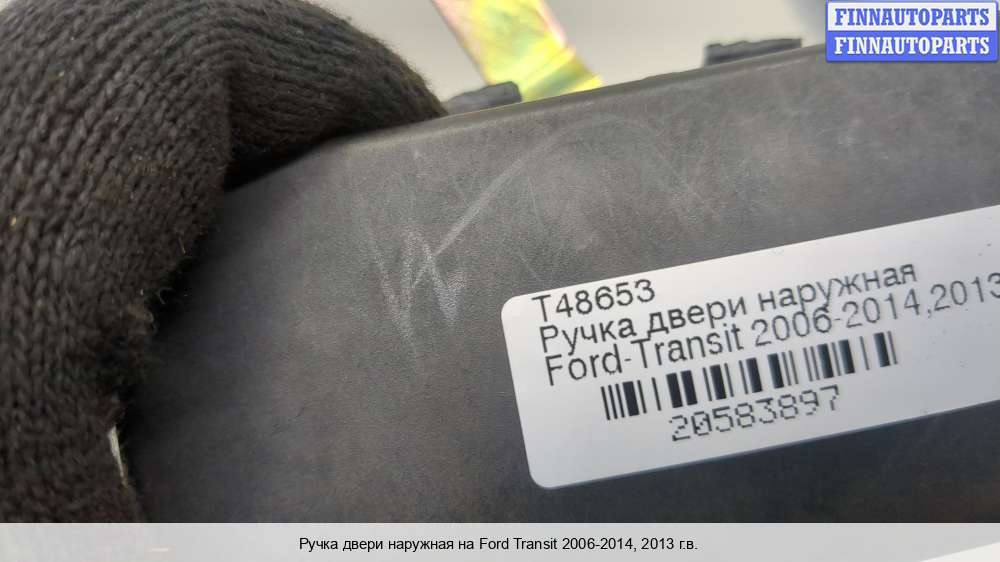 FINNAUTOPARTS
FINNAUTOPARTS
T48653
Ручка двери наружная
Ford-Transit 2006-2014,2013
20583897
Ручка двери наружная на Ford Transit 2006-2014, 2013 г.в.